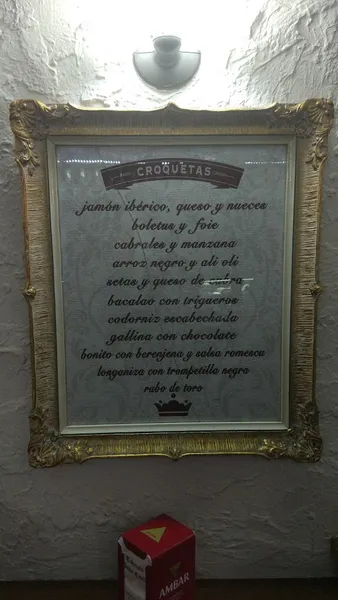 CROQUETAS
jamón ibérico, queso y nueces
boletus y foie
cabrales y manzana
arroz negro y ali oli
setas y queso de cabra
bacalao con trigueros
codorniz escabechada
gallina con chocolate
bonito con berenjena y salsa romescu
longaniza con trompetilla negra
rabo de toro
AMBAR